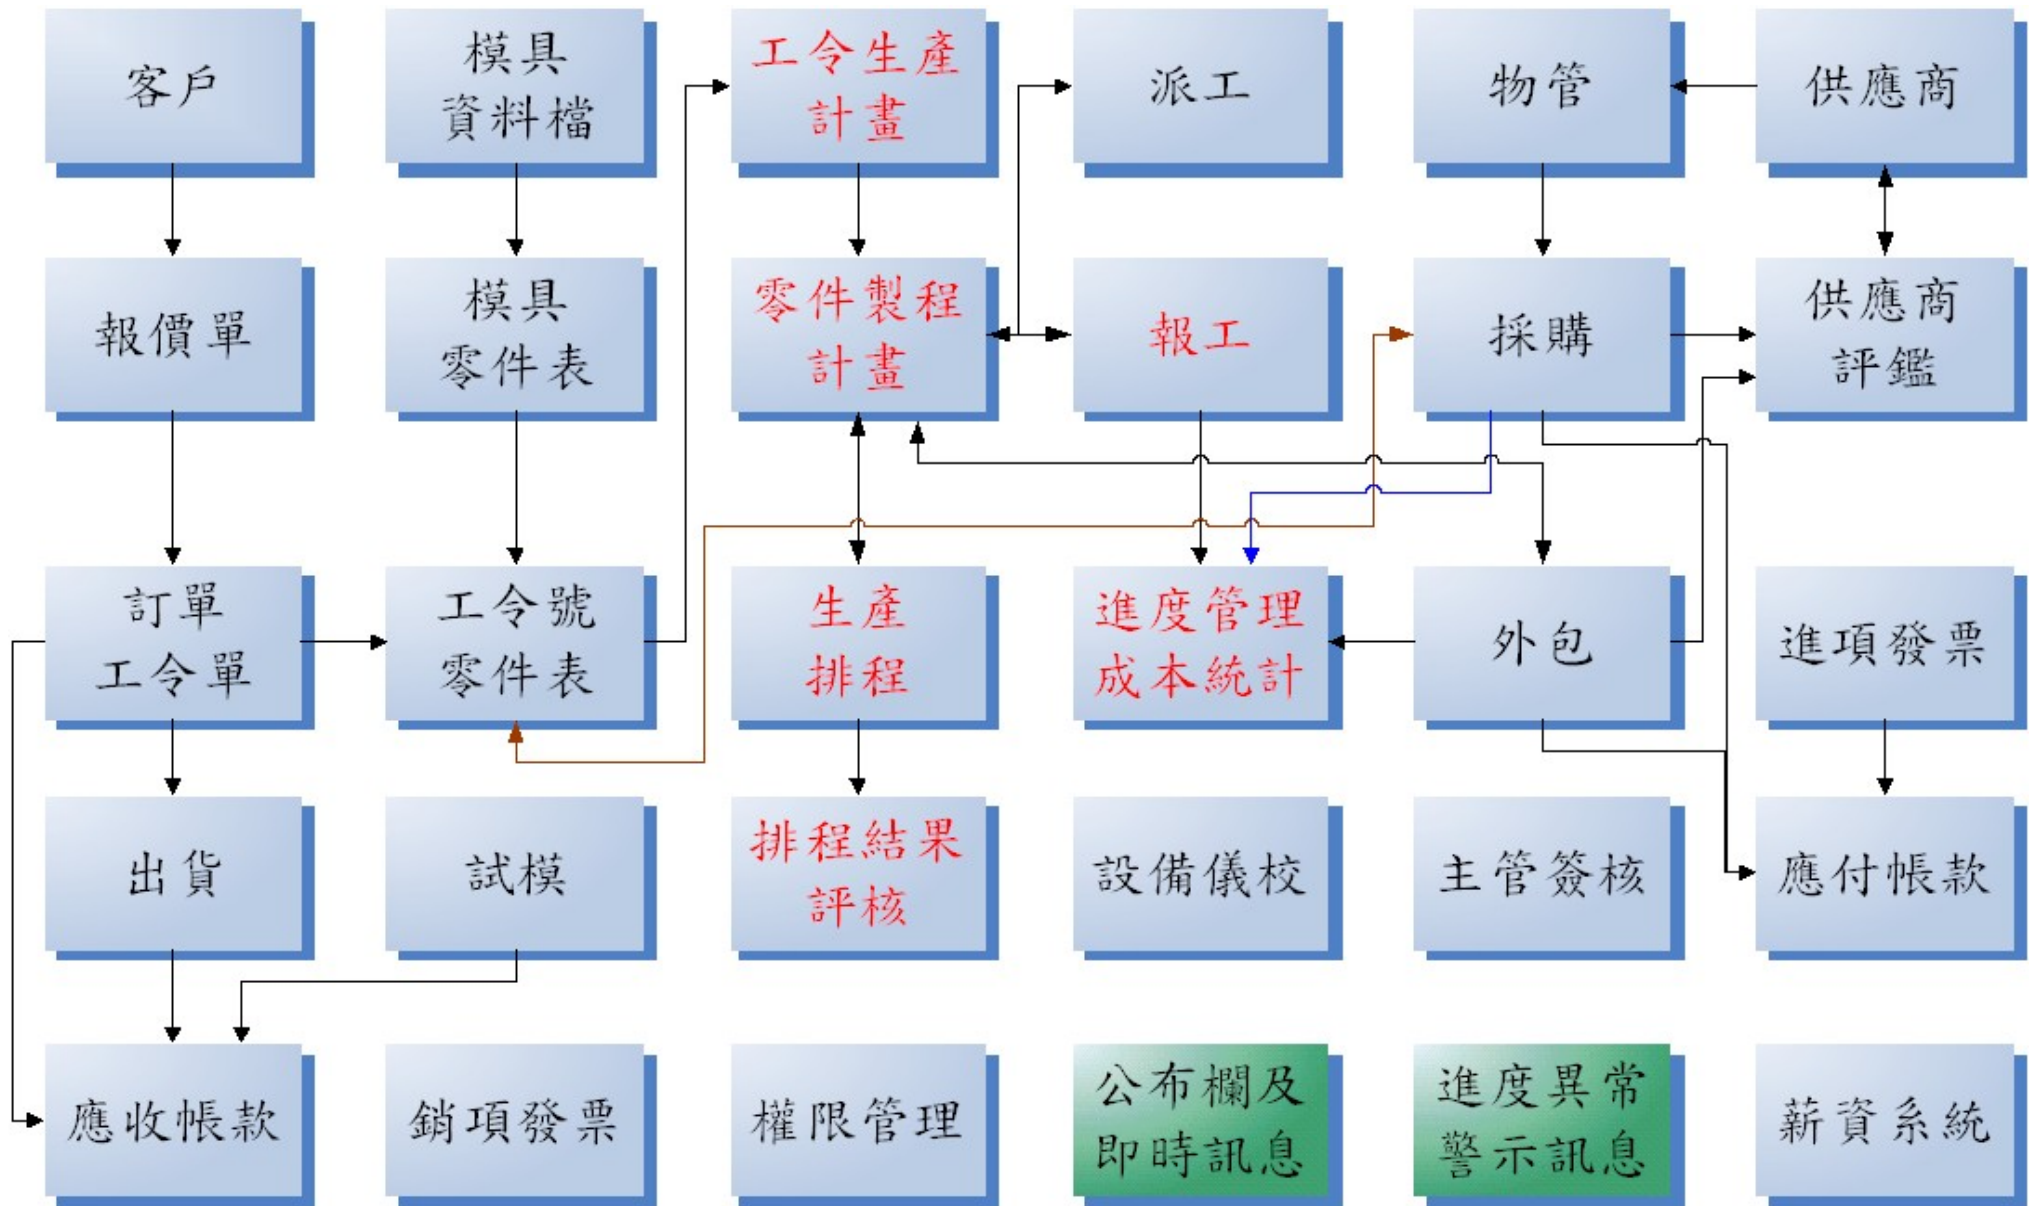 客戶
模具
資料檔
工令生產
計畫
派工
物管
供應商
報價單
模具
零件表
零件製程
計畫
報工
採購
供應商
評鑑
訂單
工令單
工令號
零件表
生產
排程
進度管理
成本統計
外包
進項發票
出貨
試模
排程結果
評核
設備儀校
主管簽核
應付帳款
應收帳款
銷項發票
權限管理
公布欄及
即時訊息
進度異常
警示訊息
薪資系統